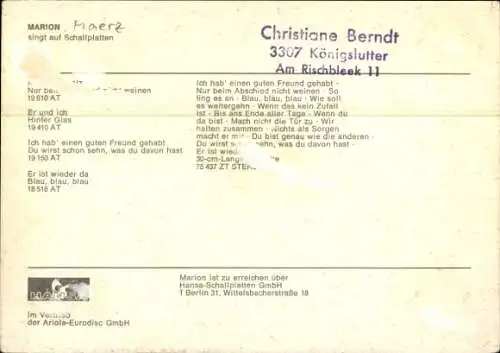 MARION Maerz
singt auf Schallplatten
Christiane Berndt
3307 Königslutter
Am Rischbleek 11
Nur beim weinen
19 610 AT
Er und ich
Hinter Glas
19 410 AT
Ich hab' einen guten Freund gehabt
Du wirst schon sehn, was du davon hast
19 150 AT
Er ist wieder da
Blau, blau, blau
18 518 AT
Ich hab' einen guten Freund gehabt -
Nur beim Abschied nicht weinen - So
fing es an - Blau, blau, blau - Wie soll
es weitergehn - Wenn das kein Zufall
ist - Bis ans Ende aller Tage - Wenn du
da bist - Mach nicht die Tür zu - Wir
halten zusammen - Nichts als Sorgen
macht er mir - Du bist genau wie die anderen -
Du wirst sehn, was du davon hast -
Er ist wieder
30-cm-Lang
75 437 ZT
Marion ist zu erreichen über
Hansa-Schallplatten GmbH
1 Berlin 31, Wittelsbacherstraße 18
Im Vertrieb
der Ariola-Eurodisc GmbH